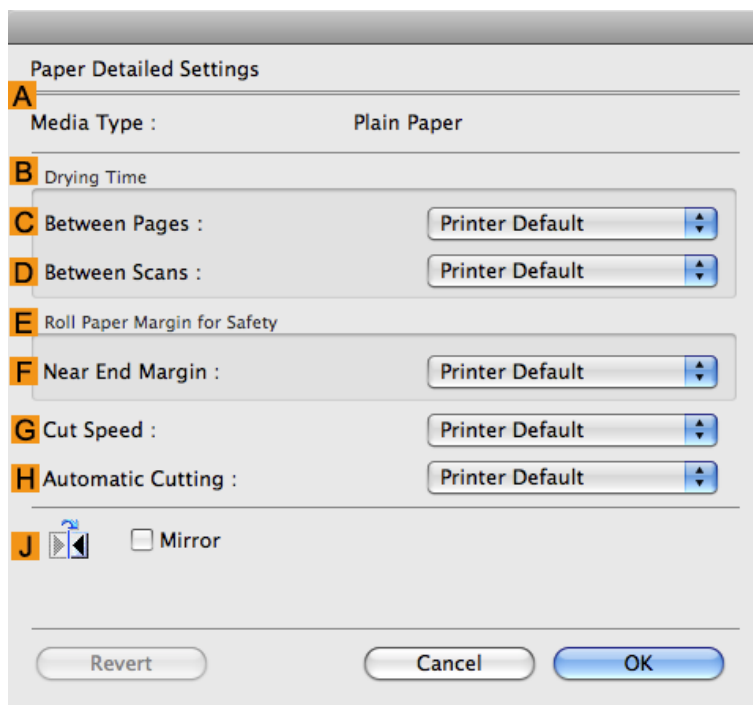 Paper Detailed Settings
A
Media Type : Plain Paper
B Drying Time
C Between Pages : Printer Default
D Between Scans : Printer Default
E Roll Paper Margin for Safety
F Near End Margin : Printer Default
G Cut Speed : Printer Default
H Automatic Cutting : Printer Default
J Mirror
Revert Cancel OK